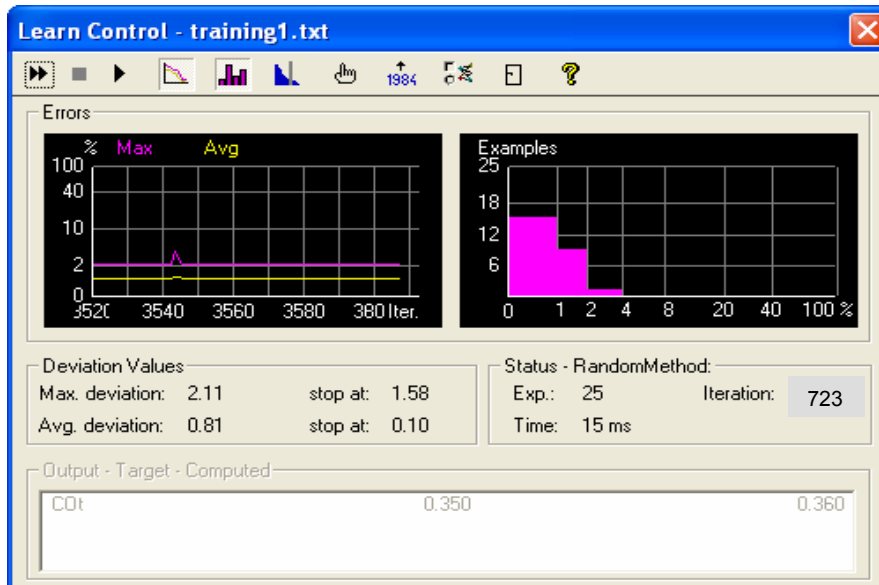 Learn Control - training1.txt
1984
Errors
% Max Avg
100
40
10
2
0
3520 3540 3560 3580 380 Iter.
Examples
25
18
12
6
0 1 2 4 8 20 40 100 %
Deviation Values
Max. deviation: 2.11 stop at: 1.58
Avg. deviation: 0.81 stop at: 0.10
Status - RandomMethod:
Exp.: 25 Iteration: 723
Time: 15 ms
Output - Target - Computed
COt 0.350 0.360